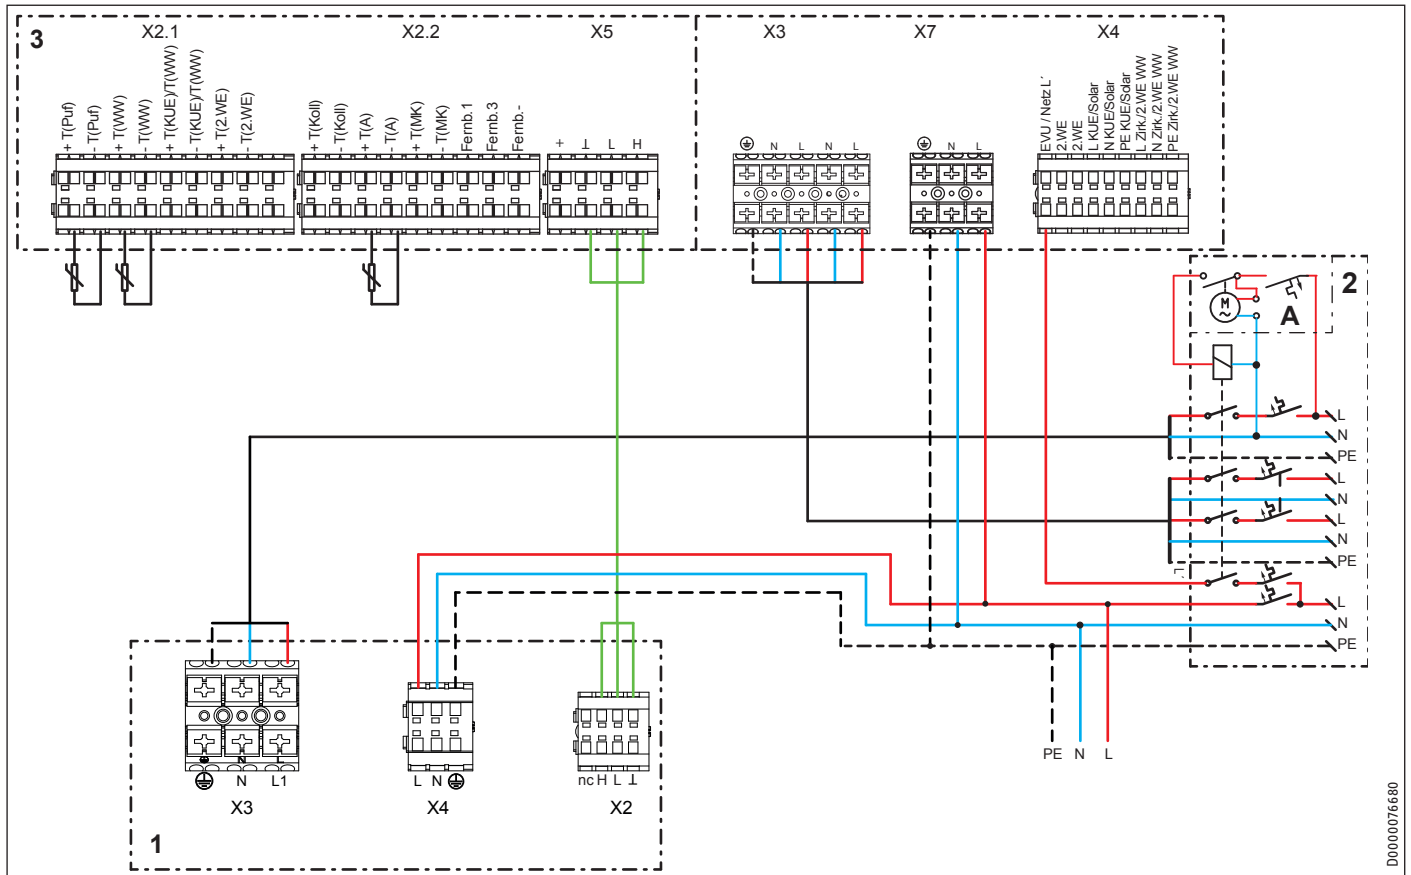 3
X2.1
X2.2
X5
X3
X7
X4
+ T(Puf)
- T(Puf)
+ T(WW)
- T(WW)
+ T(KUE)/T(WW)
- T(KUE)/T(WW)
+ T(2.WE)
- T(2.WE)
+ T(Koll)
- T(Koll)
+ T(A)
- T(A)
+ T(MK)
- T(MK)
Fernb.1
Fernb.3
Fernb.-
+ ⊥ L H
N L N L
N L
EVU / Netz L´
2.WE
2.WE
L KUE/Solar
N KUE/Solar
PE KUE/Solar
L Zirk./2.WE WW
N Zirk./2.WE WW
PE Zirk./2.WE WW
2
M
~
A
L
N
PE
L
N
L
N
PE
L
N
PE
PE N L
N L
N L1
X3
L N
X4
nc H L ⊥
X2
1
D0000076680